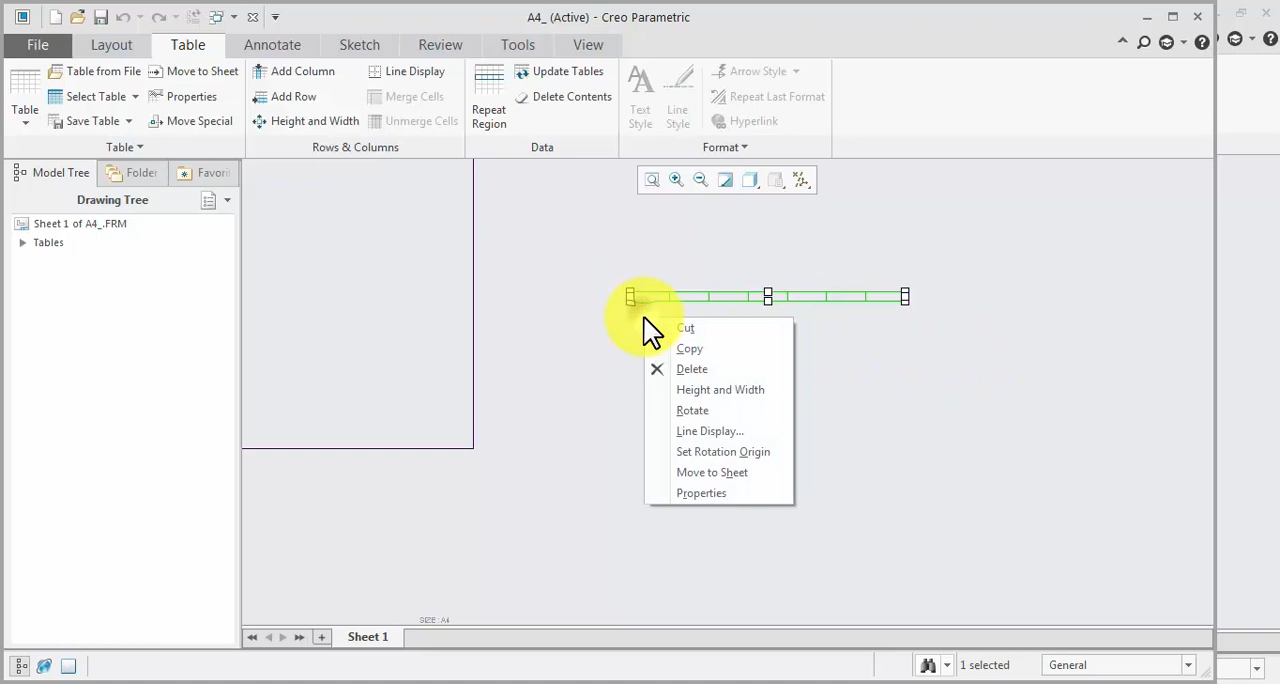 A4_ (Active) - Creo Parametric
File Layout Table Annotate Sketch Review Tools View
Table from File Move to Sheet Add Column Line Display Update Tables Arrow Style
Table Select Table Properties Add Row Merge Cells Repeat Region Delete Contents Text Style Line Style Repeat Last Format
Save Table Move Special Height and Width Unmerge Cells Hyperlink
Table Rows & Columns Data Format
Model Tree Folder Favori
Drawing Tree
Sheet 1 of A4_.FRM
Tables
Cut
Copy
Delete
Height and Width
Rotate
Line Display...
Set Rotation Origin
Move to Sheet
Properties
SIZE : A4
Sheet 1
1 selected General